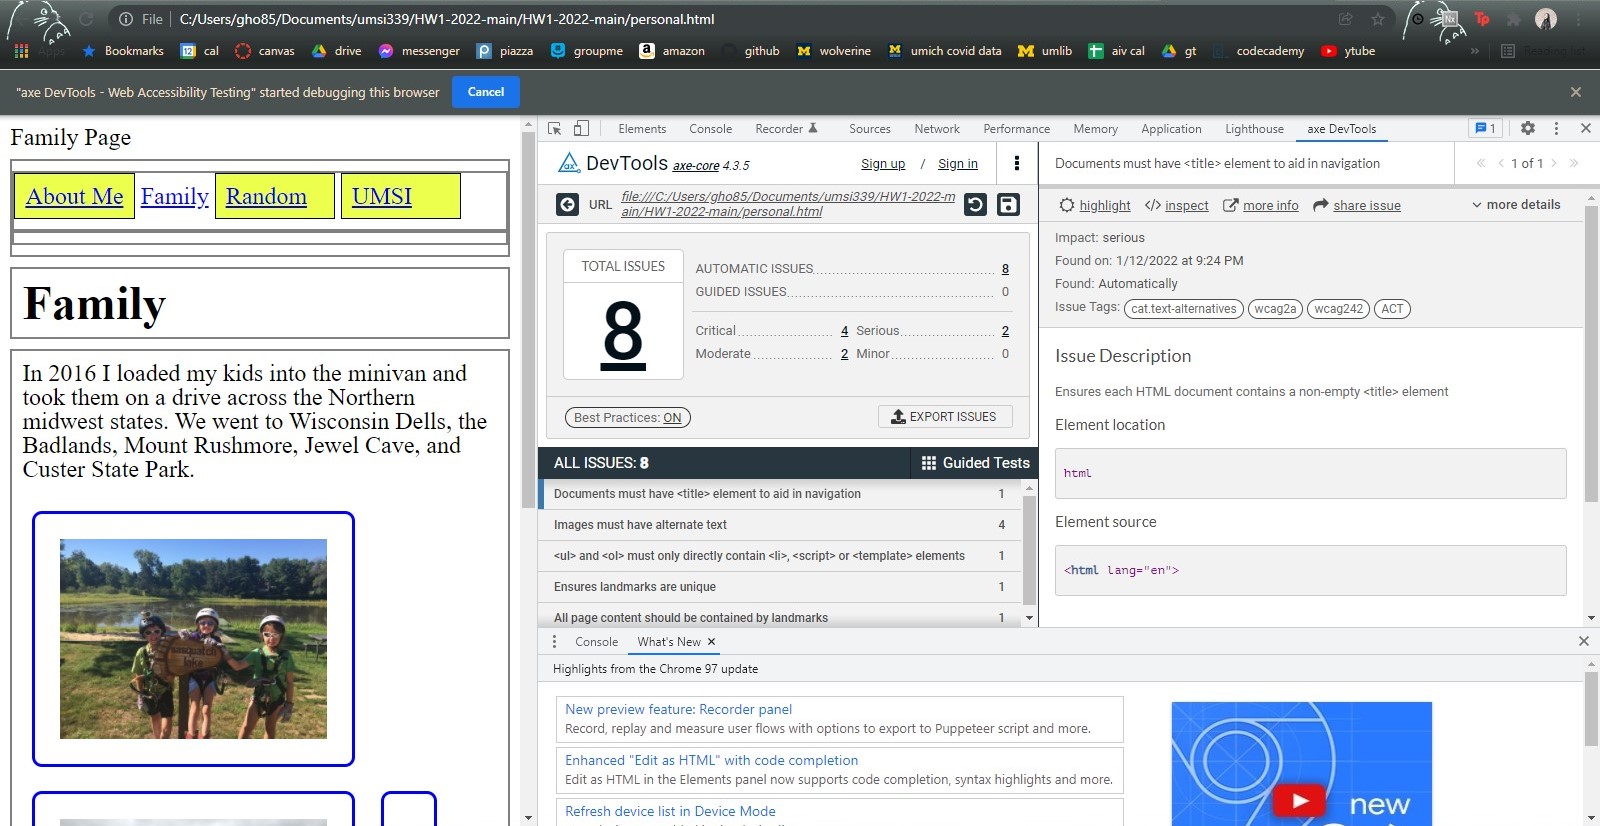 File | C:/Users/gho85/Documents/umsi339/HW1-2022-main/HW1-2022-main/personal.html
Apps Bookmarks 12 cal canvas drive messenger piazza groupme amazon github wolverine umich covid data umlib aiv cal gt codecademy ytube » Reading list
"axe DevTools - Web Accessibility Testing" started debugging this browser Cancel
Family Page
About Me Family Random UMSI
Family
In 2016 I loaded my kids into the minivan and
took them on a drive across the Northern
midwest states. We went to Wisconsin Dells, the
Badlands, Mount Rushmore, Jewel Cave, and
Custer State Park.
sasquatch
lake
Elements Console Recorder Sources Network Performance Memory Application Lighthouse axe DevTools 1
DevTools axe-core 4.3.5 Sign up / Sign in
URL file:///C:/Users/gho85/Documents/umsi339/HW1-2022-m
ain/HW1-2022-main/personal.html
TOTAL ISSUES
8
AUTOMATIC ISSUES 8
GUIDED ISSUES 0
Critical 4 Serious 2
Moderate 2 Minor 0
Best Practices: ON
EXPORT ISSUES
ALL ISSUES: 8 Guided Tests
Documents must have <title> element to aid in navigation 1
Images must have alternate text 4
<ul> and <ol> must only directly contain <li>, <script> or <template> elements 1
Ensures landmarks are unique 1
All page content should be contained by landmarks 1
Documents must have <title> element to aid in navigation « < 1 of 1 > »
highlight </> inspect more info share issue more details
Impact: serious
Found on: 1/12/2022 at 9:24 PM
Found: Automatically
Issue Tags: cat.text-alternatives wcag2a wcag242 ACT
Issue Description
Ensures each HTML document contains a non-empty <title> element
Element location
html
Element source
<html lang="en">
Console What's New ×
Highlights from the Chrome 97 update
New preview feature: Recorder panel
Record, replay and measure user flows with options to export to Puppeteer script and more.
Enhanced "Edit as HTML" with code completion
Edit as HTML in the Elements panel now supports code completion, syntax highlights and more.
Refresh device list in Device Mode
new